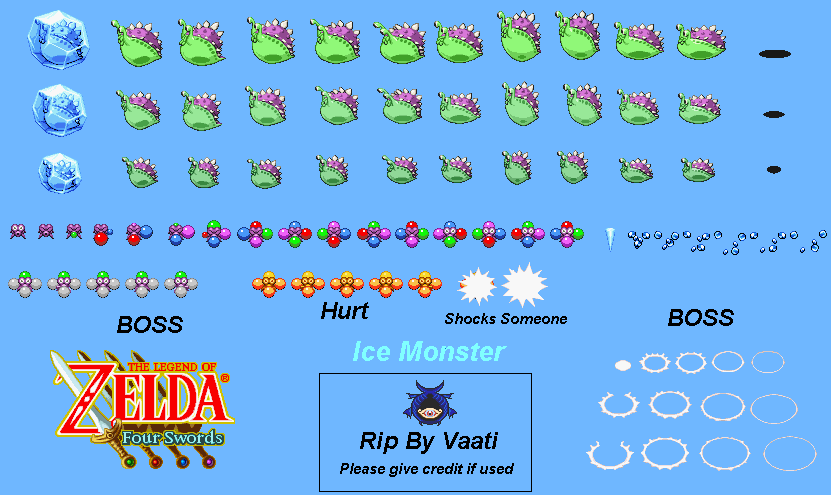 BOSS
Hurt
Shocks Someone
BOSS
Ice Monster
THE LEGEND OF
ZELDA®
Four Swords
Rip By Vaati
Please give credit if used